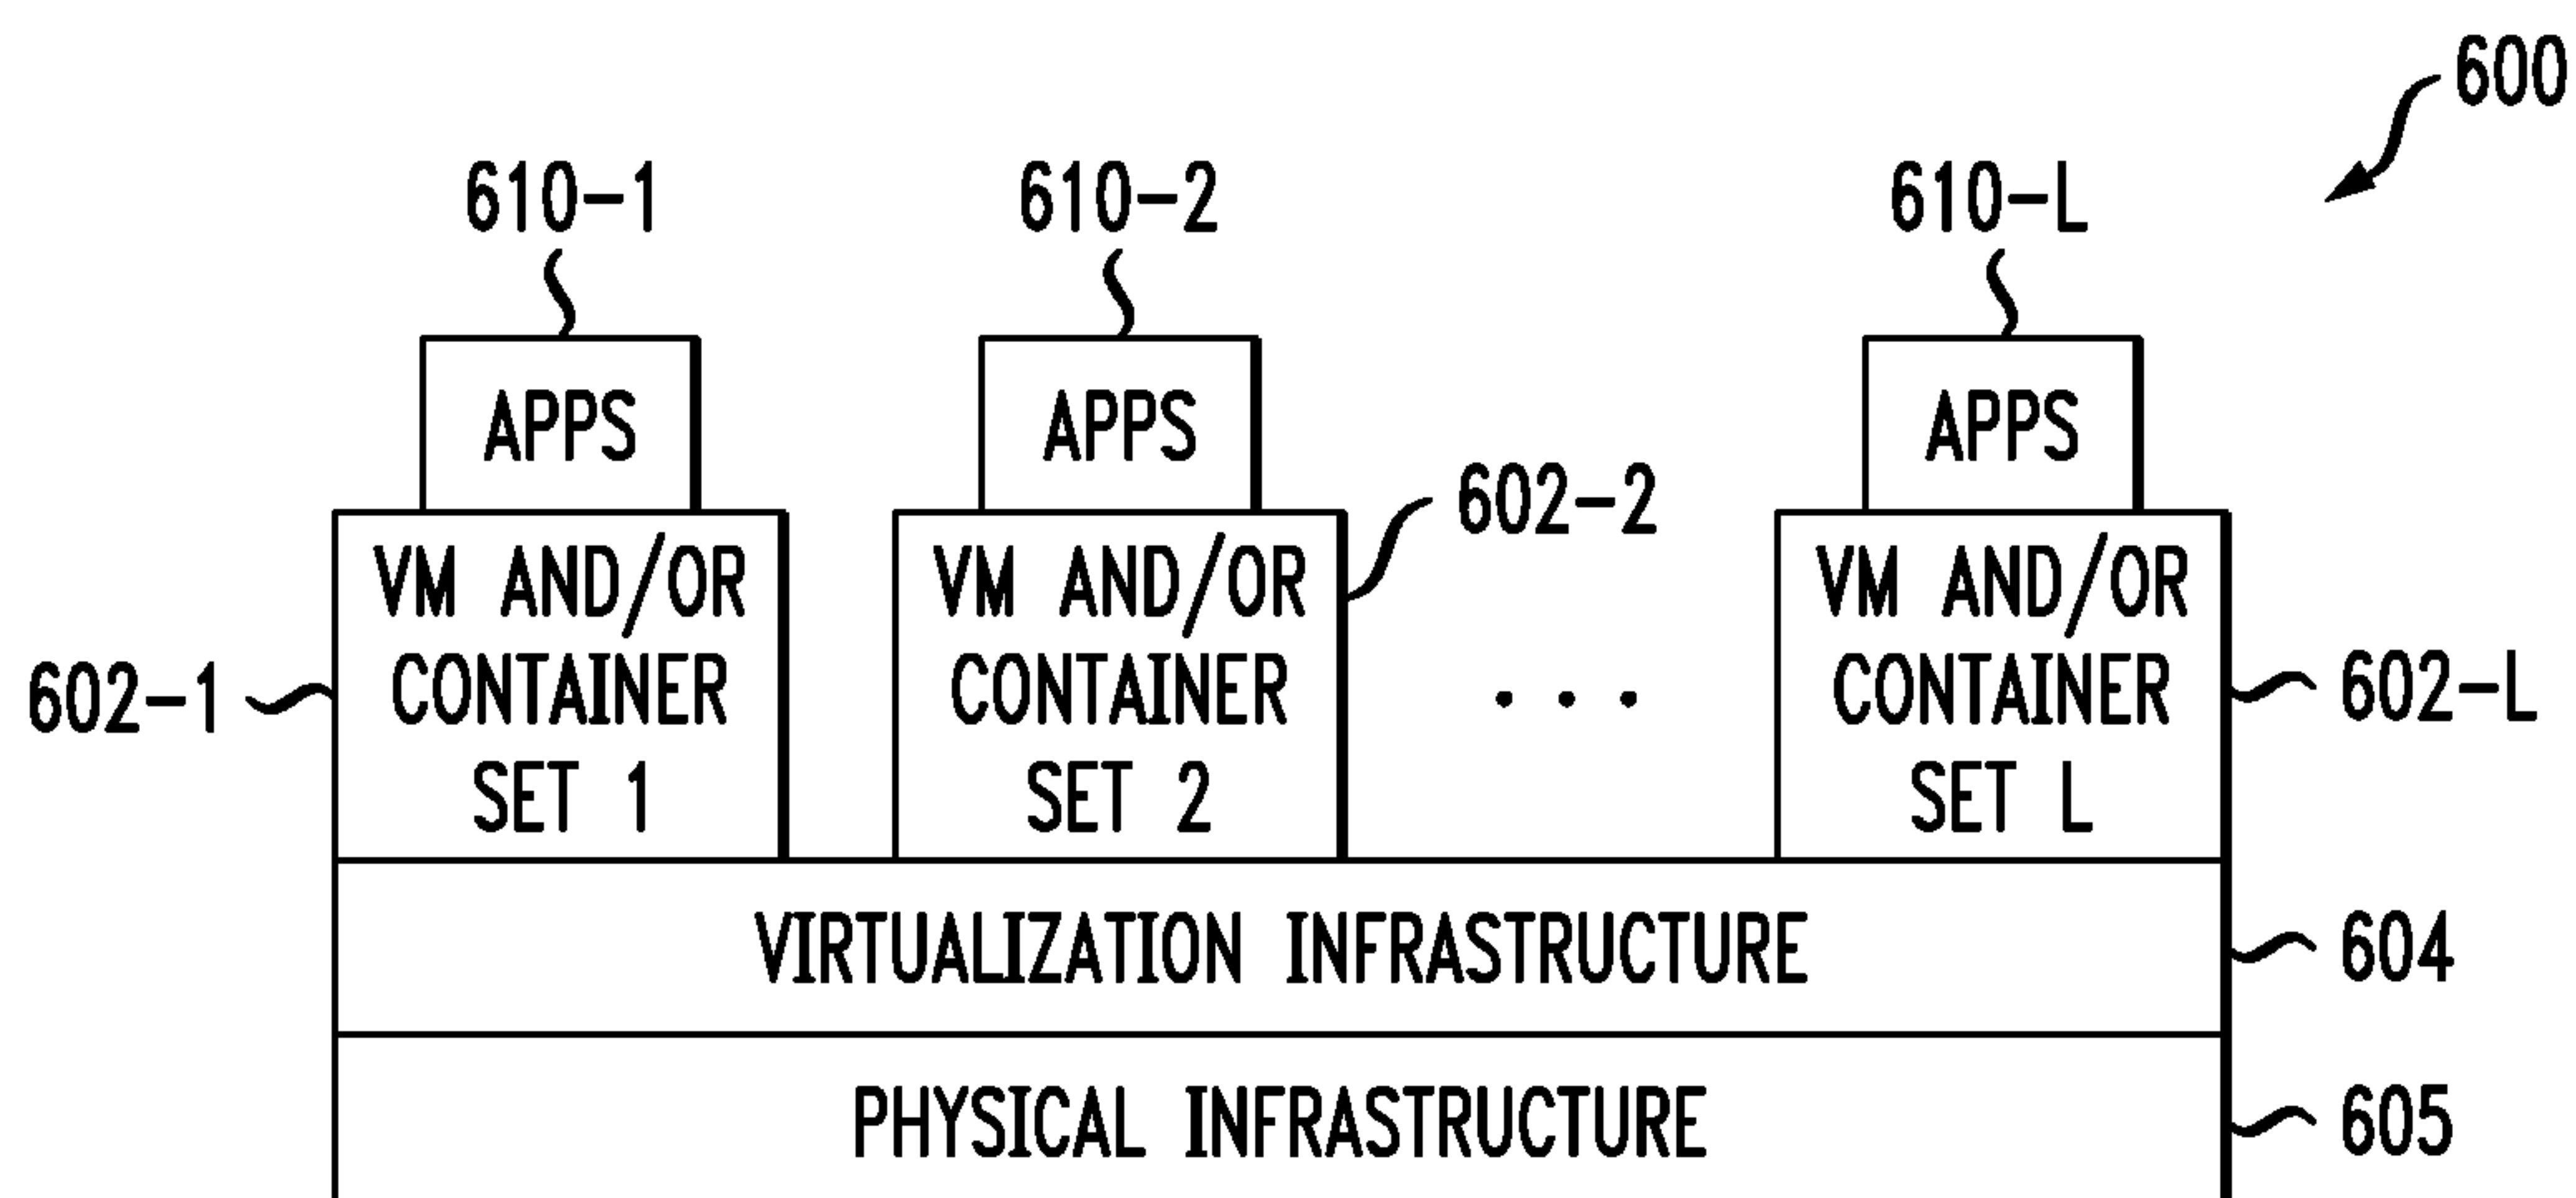 600
610-1 610-2 610-L
APPS APPS APPS
602-2
VM AND/OR VM AND/OR VM AND/OR
602-1 CONTAINER CONTAINER ... CONTAINER 602-L
SET 1 SET 2 SET L
VIRTUALIZATION INFRASTRUCTURE 604
PHYSICAL INFRASTRUCTURE 605